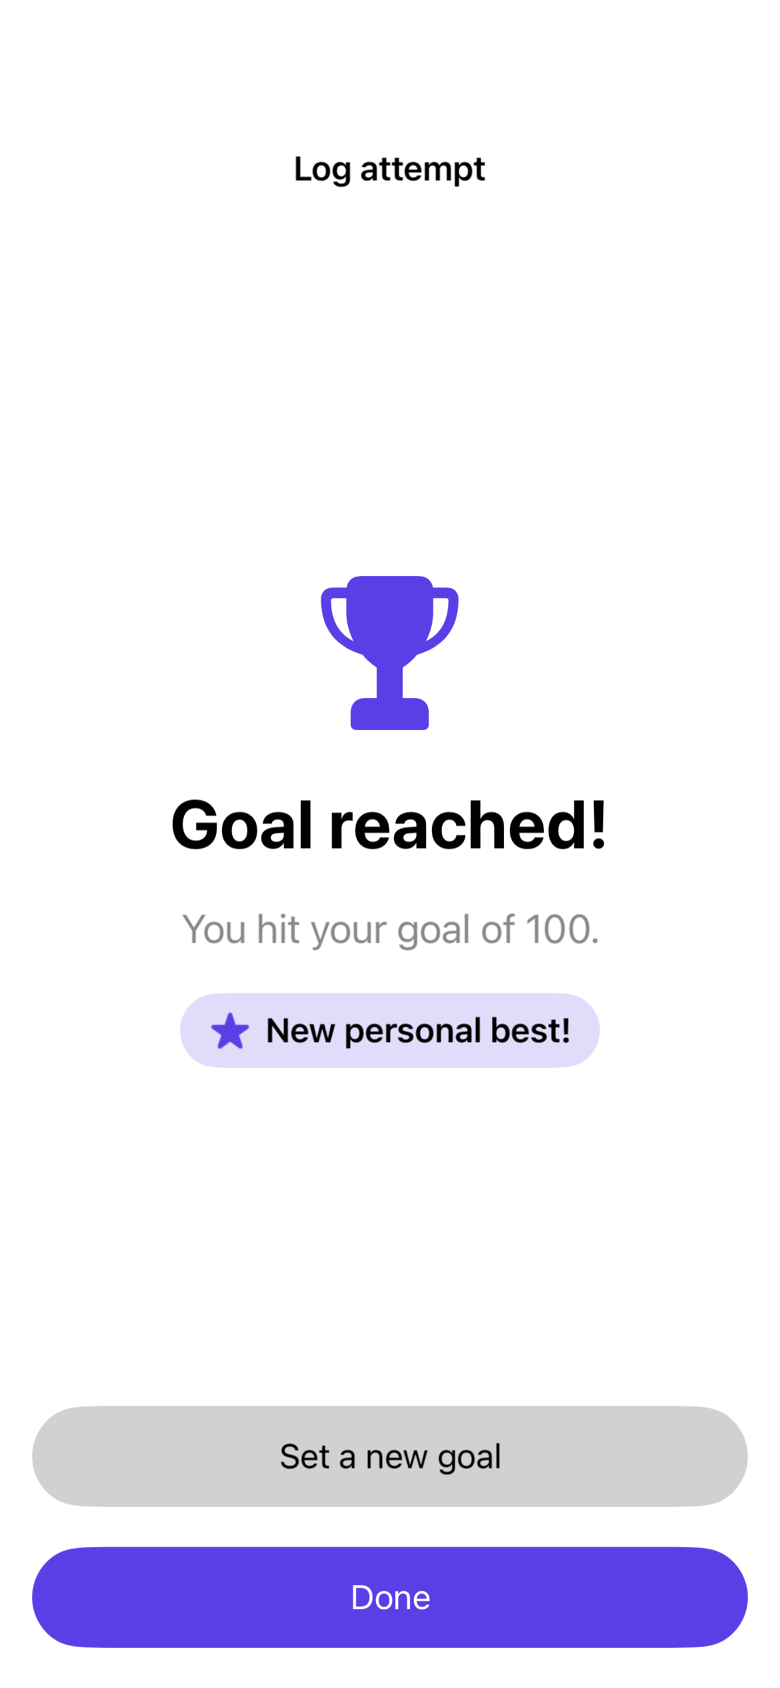 Log attempt
Goal reached!
You hit your goal of 100.
New personal best!
Set a new goal
Done